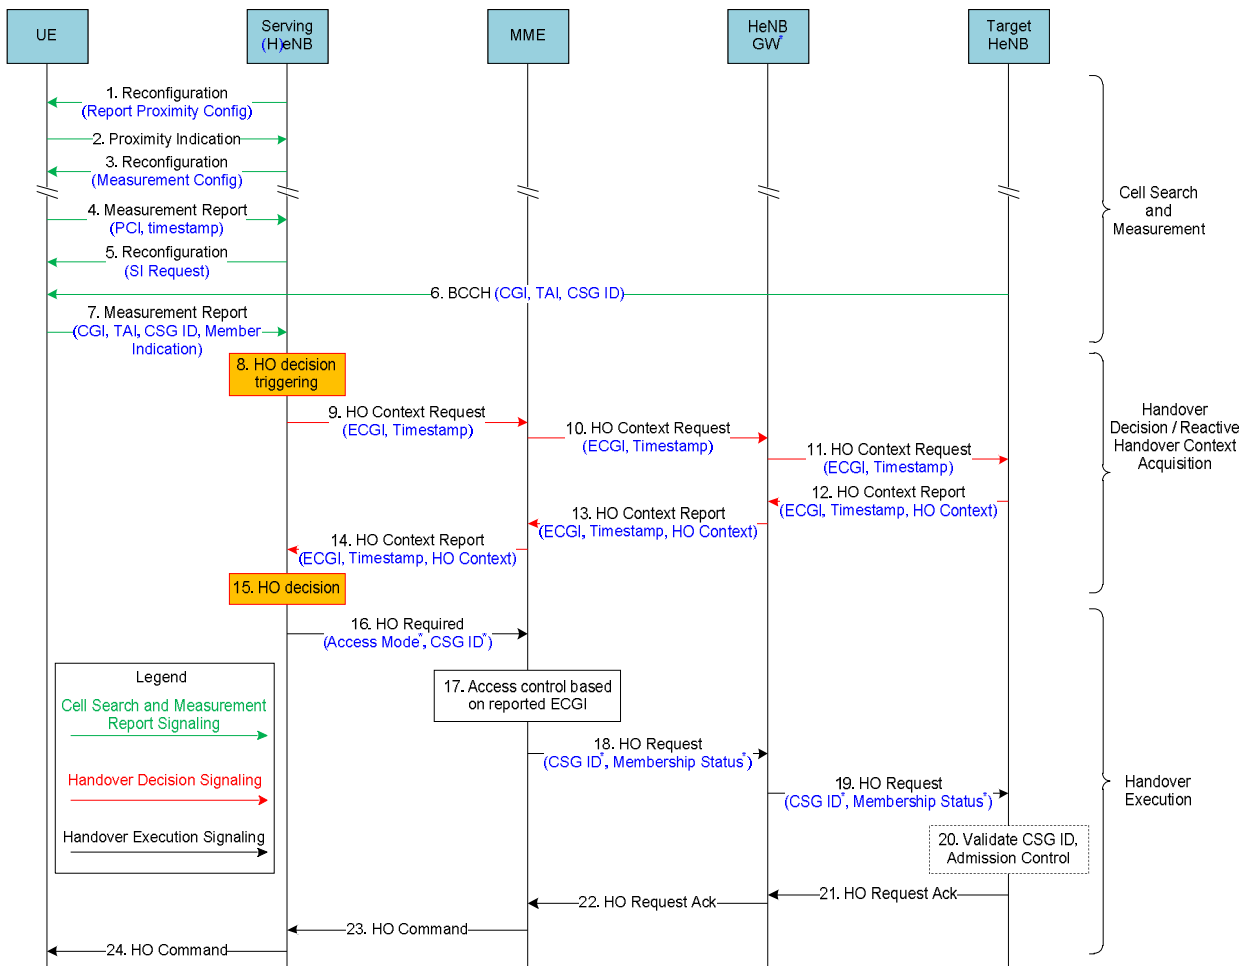 UE
Serving
(H)eNB
MME
HeNB
GW*
Target
HeNB
1. Reconfiguration
(Report Proximity Config)
2. Proximity Indication
3. Reconfiguration
(Measurement Config)
4. Measurement Report
(PCI, timestamp)
5. Reconfiguration
(SI Request)
6. BCCH (CGI, TAI, CSG ID)
7. Measurement Report
(CGI, TAI, CSG ID, Member
Indication)
Cell Search
and
Measurement
8. HO decision
triggering
9. HO Context Request
(ECGI, Timestamp)
10. HO Context Request
(ECGI, Timestamp)
11. HO Context Request
(ECGI, Timestamp)
12. HO Context Report
(ECGI, Timestamp, HO Context)
13. HO Context Report
(ECGI, Timestamp, HO Context)
14. HO Context Report
(ECGI, Timestamp, HO Context)
15. HO decision
Handover
Decision / Reactive
Handover Context
Acquisition
16. HO Required
(Access Mode*, CSG ID*)
17. Access control based
on reported ECGI
18. HO Request
(CSG ID*, Membership Status*)
19. HO Request
(CSG ID*, Membership Status*)
20. Validate CSG ID,
Admission Control
21. HO Request Ack
22. HO Request Ack
23. HO Command
24. HO Command
Handover
Execution
Legend
Cell Search and Measurement
Report Signaling
Handover Decision Signaling
Handover Execution Signaling